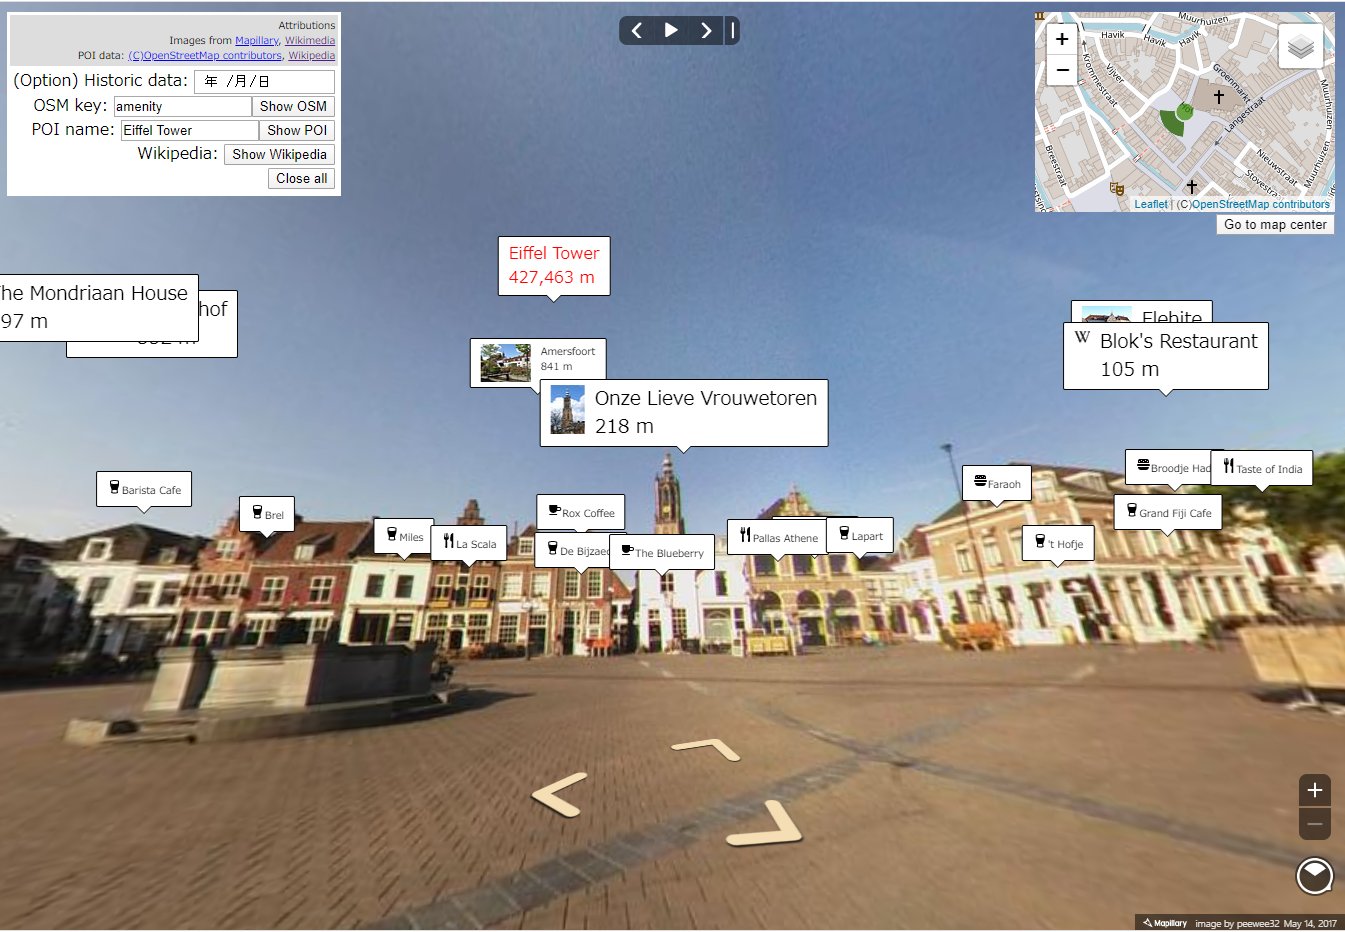 Attributions
Images from Mapillary, Wikimedia
POI data: (C)OpenStreetMap contributors, Wikipedia
(Option) Historic data: 年 /月/日
OSM key: amenity Show OSM
POI name: Eiffel Tower Show POI
Wikipedia: Show Wikipedia
Close all
+
−
Muurhuizen
Havik
Havik
Havik
Krommestraat
Vijver
Groenmarkt
Langestraat
Muurhuizen
Breestraat
Nieuwstraat
Muurhuizen
Leaflet | (C)OpenStreetMap contributors
Go to map center
Eiffel Tower
427,463 m
he Mondriaan House
97 m
hof
Elebite
W Blok's Restaurant
105 m
Amersfoort
841 m
Onze Lieve Vrouwetoren
218 m
Barista Cafe
Brel
Miles
La Scala
Rox Coffee
De Bijzae
The Blueberry
Pallas Athene
Lapart
Faraoh
't Hofje
Broodje Had
Taste of India
Grand Fiji Cafe
+
−
Mapillary image by peewee32 May 14, 2017